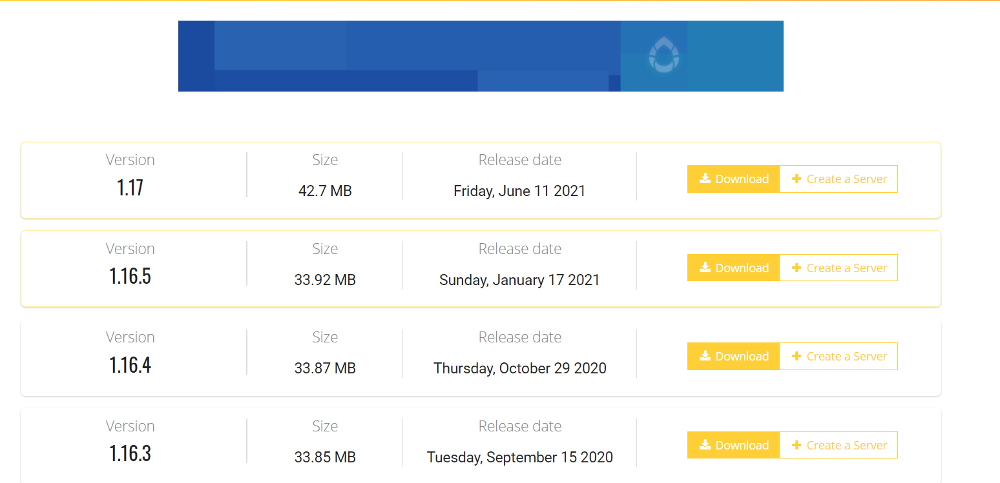 Version
Size
Release date
1.17
42.7 MB
Friday, June 11 2021
Download
Create a Server
Version
Size
Release date
1.16.5
33.92 MB
Sunday, January 17 2021
Download
Create a Server
Version
Size
Release date
1.16.4
33.87 MB
Thursday, October 29 2020
Download
Create a Server
Version
Size
Release date
1.16.3
33.85 MB
Tuesday, September 15 2020
Download
Create a Server